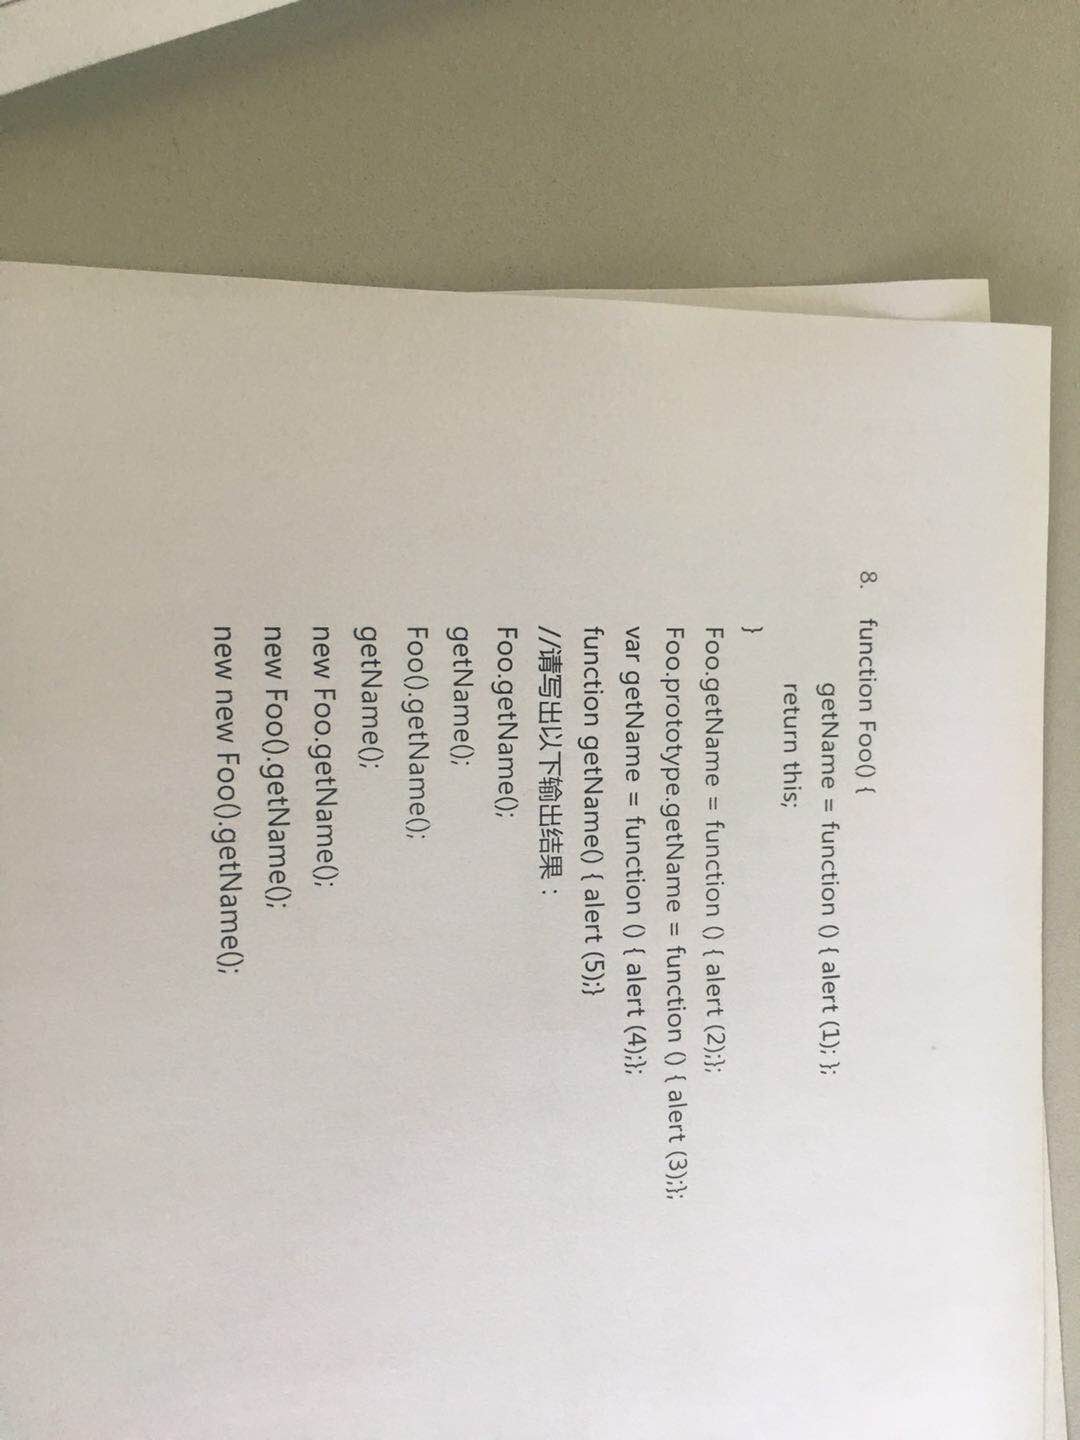 8. function Foo() {
getName = function () { alert (1); };
return this;
}
Foo.getName = function () { alert (2);};
Foo.prototype.getName = function () { alert (3);};
var getName = function () { alert (4);};
function getName() { alert (5);}
//请写出以下输出结果：
Foo.getName();
getName();
Foo().getName();
getName();
new Foo.getName();
new Foo().getName();
new new Foo().getName();